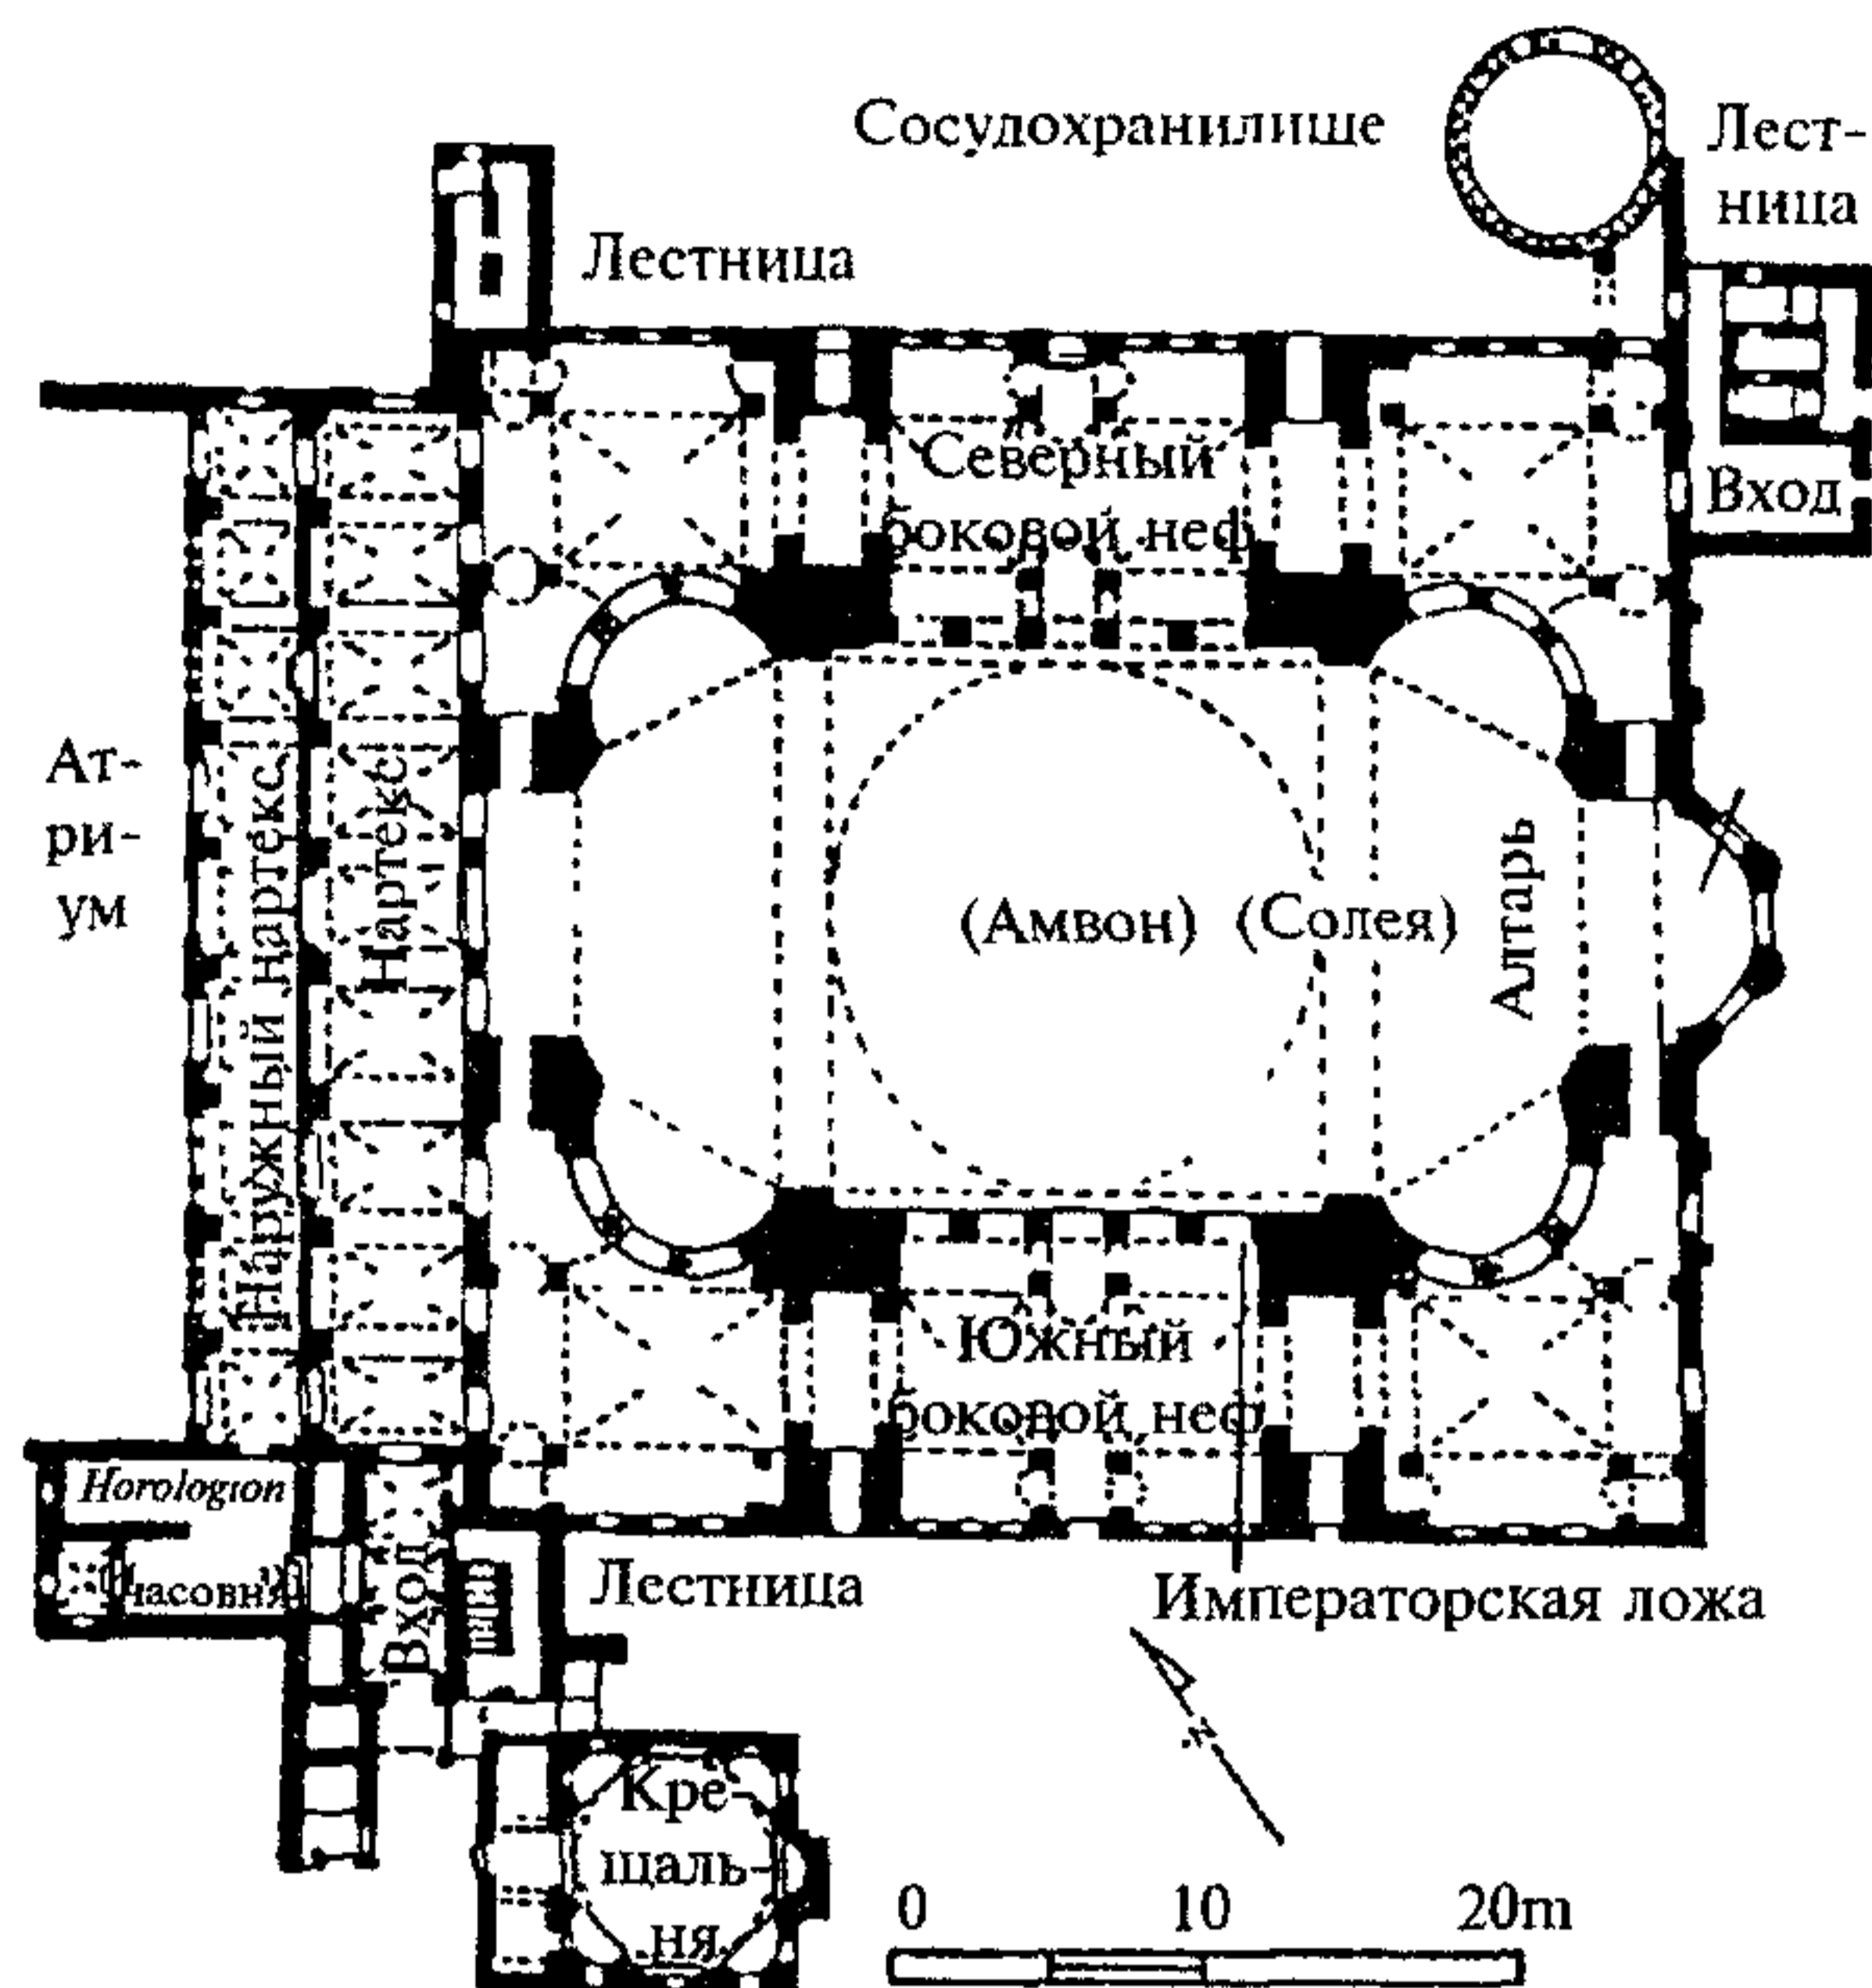 Сосудохранилише
Лест-
ница
Лестница
Северный
боковой неф
Вход
Ат-
ри-
ум
Наружный нартекс
Нартекс
(Амвон) (Солея)
Алтарь
Южный
боковой неф
Horologion
(часовня)
Вход
Лестница
Императорская ложа
Кре-
щаль-
ня
0 10 20m